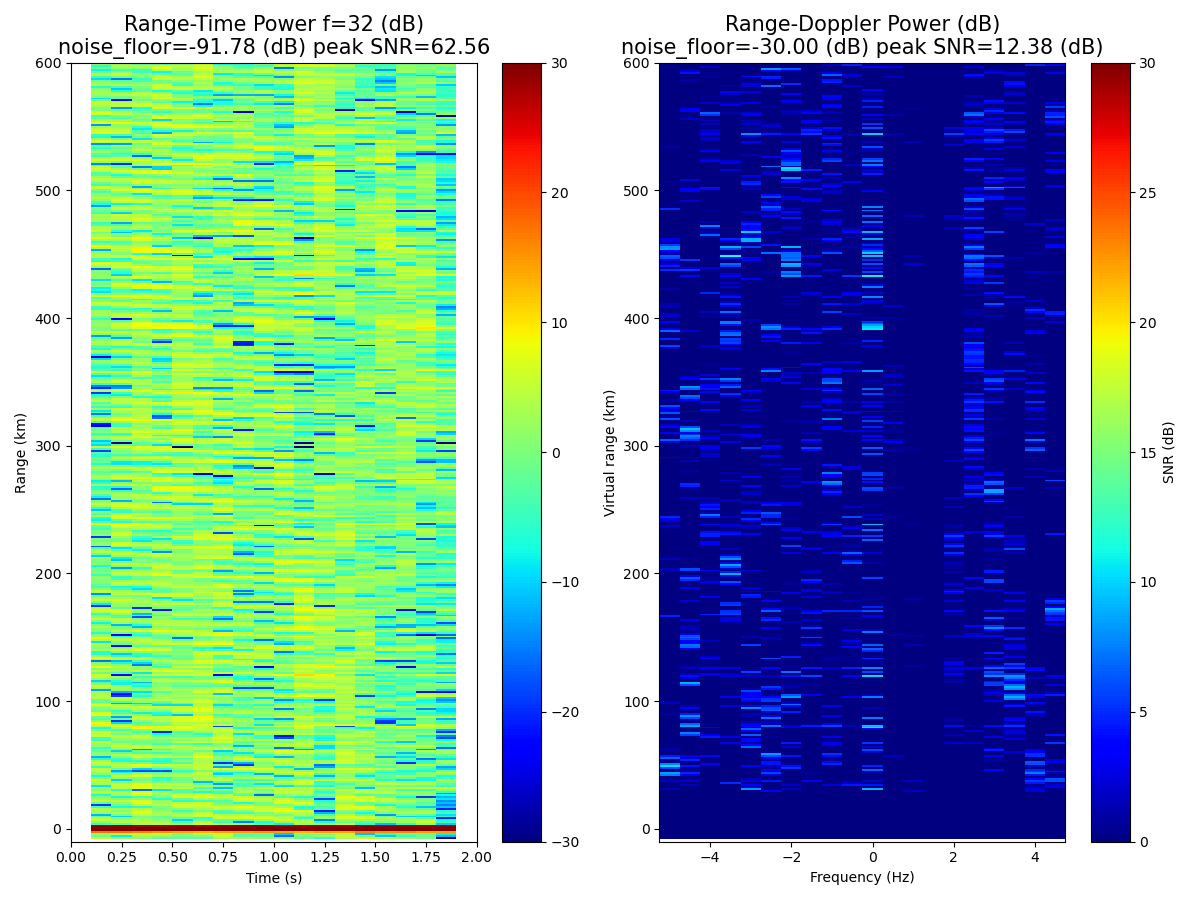 Range-Time Power f=32 (dB)
noise_floor=-91.78 (dB) peak SNR=62.56
Range-Doppler Power (dB)
noise_floor=-30.00 (dB) peak SNR=12.38 (dB)
600
500
400
300
200
100
0
Range (km)
0.00 0.25 0.50 0.75 1.00 1.25 1.50 1.75 2.00
Time (s)
30
20
10
0
−10
−20
−30
600
500
400
300
200
100
0
Virtual range (km)
−4 −2 0 2 4
Frequency (Hz)
30
25
20
15
10
5
0
SNR (dB)